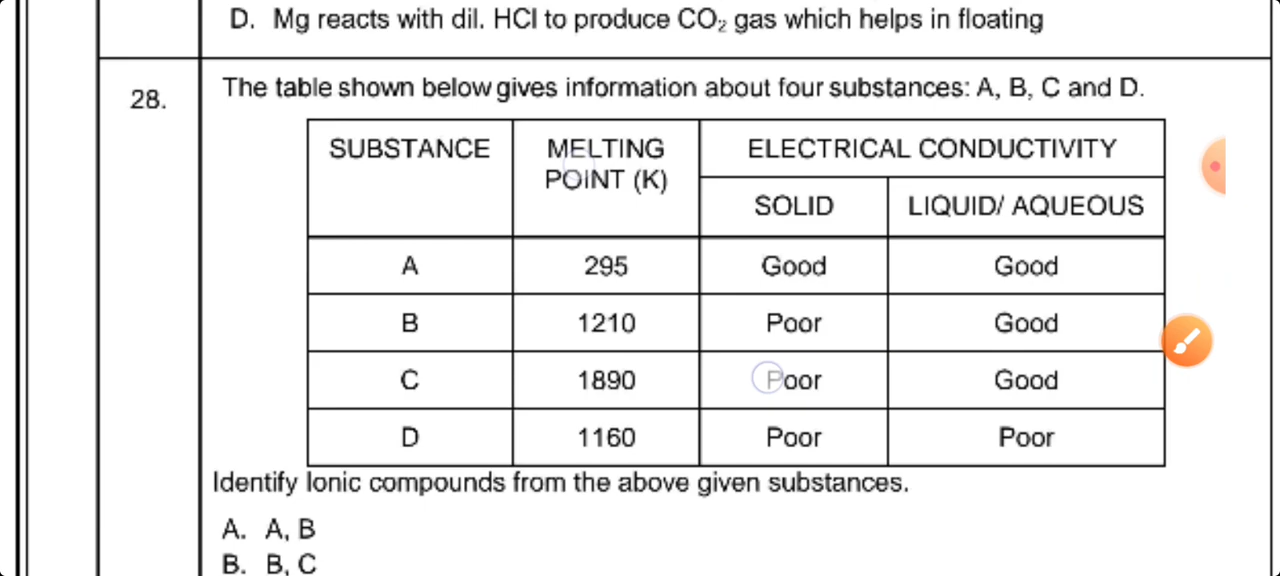 D. Mg reacts with dil. HCl to produce CO₂ gas which helps in floating
28.
The table shown below gives information about four substances: A, B, C and D.
SUBSTANCE MELTING POINT (K) ELECTRICAL CONDUCTIVITY
SOLID LIQUID/ AQUEOUS
A 295 Good Good
B 1210 Poor Good
C 1890 Poor Good
D 1160 Poor Poor
Identify Ionic compounds from the above given substances.
A. A, B
B. B, C